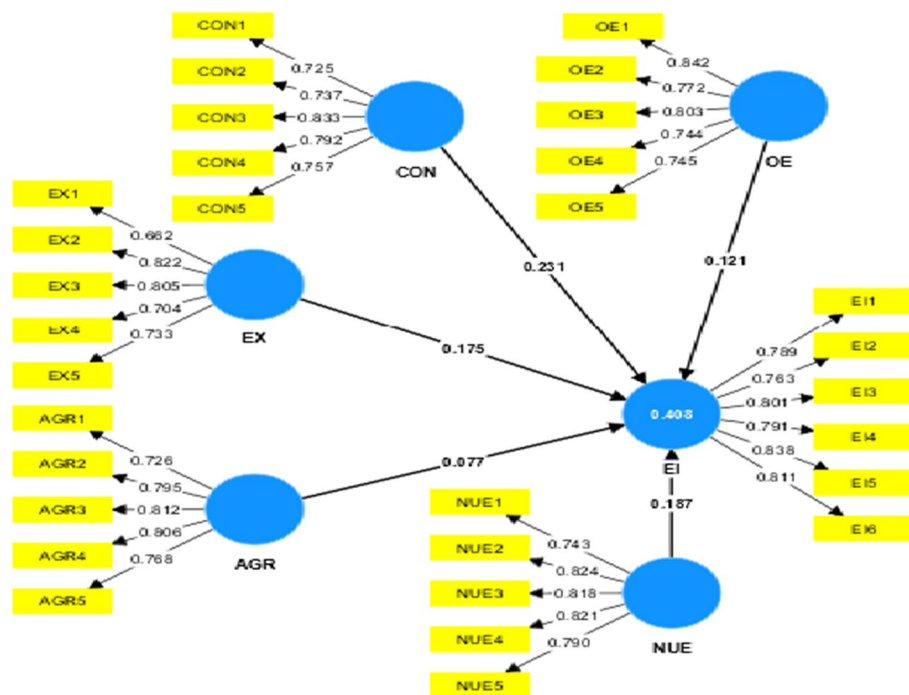 CON1
CON2
CON3
CON4
CON5
0.725
0.737
0.833
0.792
0.757
CON
OE1
OE2
OE3
OE4
OE5
0.842
0.772
0.803
0.744
0.745
OE
EX1
EX2
EX3
EX4
EX5
0.662
0.822
0.805
0.704
0.733
EX
0.231
0.121
0.175
AGR1
AGR2
AGR3
AGR4
AGR5
0.726
0.795
0.812
0.806
0.768
AGR
0.077
0.408
EI
EI1
EI2
EI3
EI4
EI5
EI6
0.789
0.763
0.801
0.791
0.838
0.811
0.187
NUE1
NUE2
NUE3
NUE4
NUE5
0.743
0.824
0.818
0.821
0.790
NUE